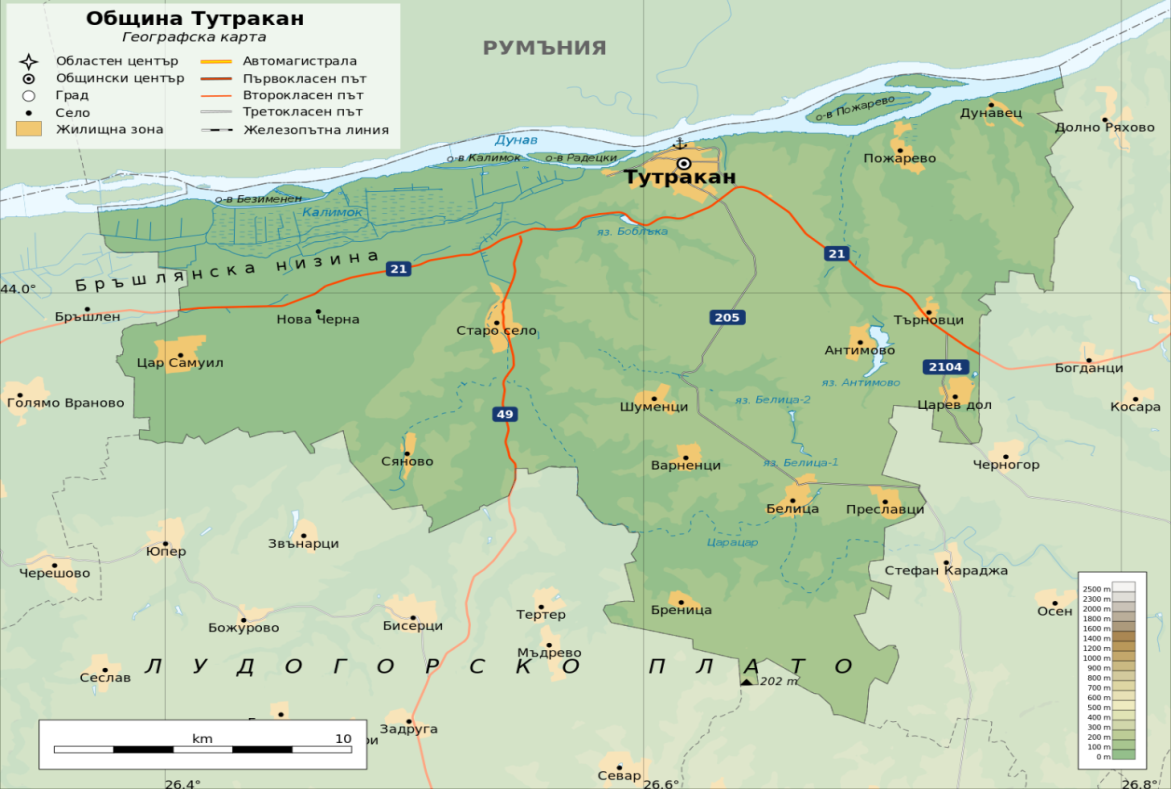 Община Тутракан
Географска карта
Областен център
Общински център
Град
Село
Жилищна зона
Автомагистрала
Първокласен път
Второкласен път
Третокласен път
Железопътна линия
РУМЪНИЯ
о-в Пожарево
Дунавец
Долно Ряхово
Пожарево
Дунав
о-в Калимок
о-в Радецки
Тутракан
о-в Безименен
Калимок
яз. Боблъка
Бръшлянска низина
21
21
44.0°
Бръшлен
Нова Черна
Старо село
205
Търновци
Антимово
Цар Самуил
2104
Богданци
яз. Антимово
Голямо Враново
Шуменци
яз. Белица-2
Царев дол
Косара
49
Сяново
Варненци
яз. Белица-1
Черногор
Белица
Преславци
Юпер
Звънарци
Царацар
Черешово
Стефан Караджа
Божурово
Бисерци
Тертер
Бреница
Осен
Мъдрево
ЛУДОГОРСКО ПЛАТО
Сеслав
202 m
Задруга
ри
km
10
Севар
26.4°
26.6°
26.8°
2500 m
2300 m
2000 m
1800 m
1600 m
1400 m
1200 m
1000 m
900 m
800 m
700 m
600 m
500 m
400 m
300 m
200 m
100 m
0 m